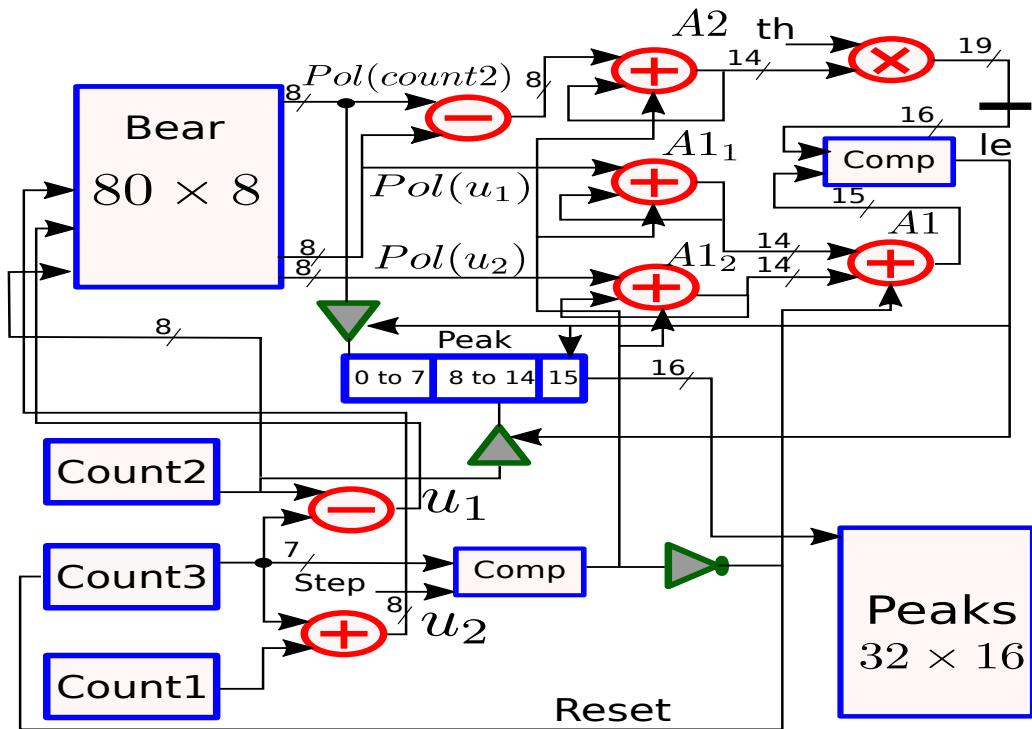 A2
th
14
19
Pol(count2)
8
8
Bear
80 × 8
16
le
A1₁
Comp
Pol(u₁)
15
A1
8
Pol(u₂)
8
A1₂
14
14
8
Peak
0 to 7
8 to 14
15
16
Count2
u₁
7
Comp
Count3
Step
8
u₂
Peaks
32 × 16
Count1
Reset